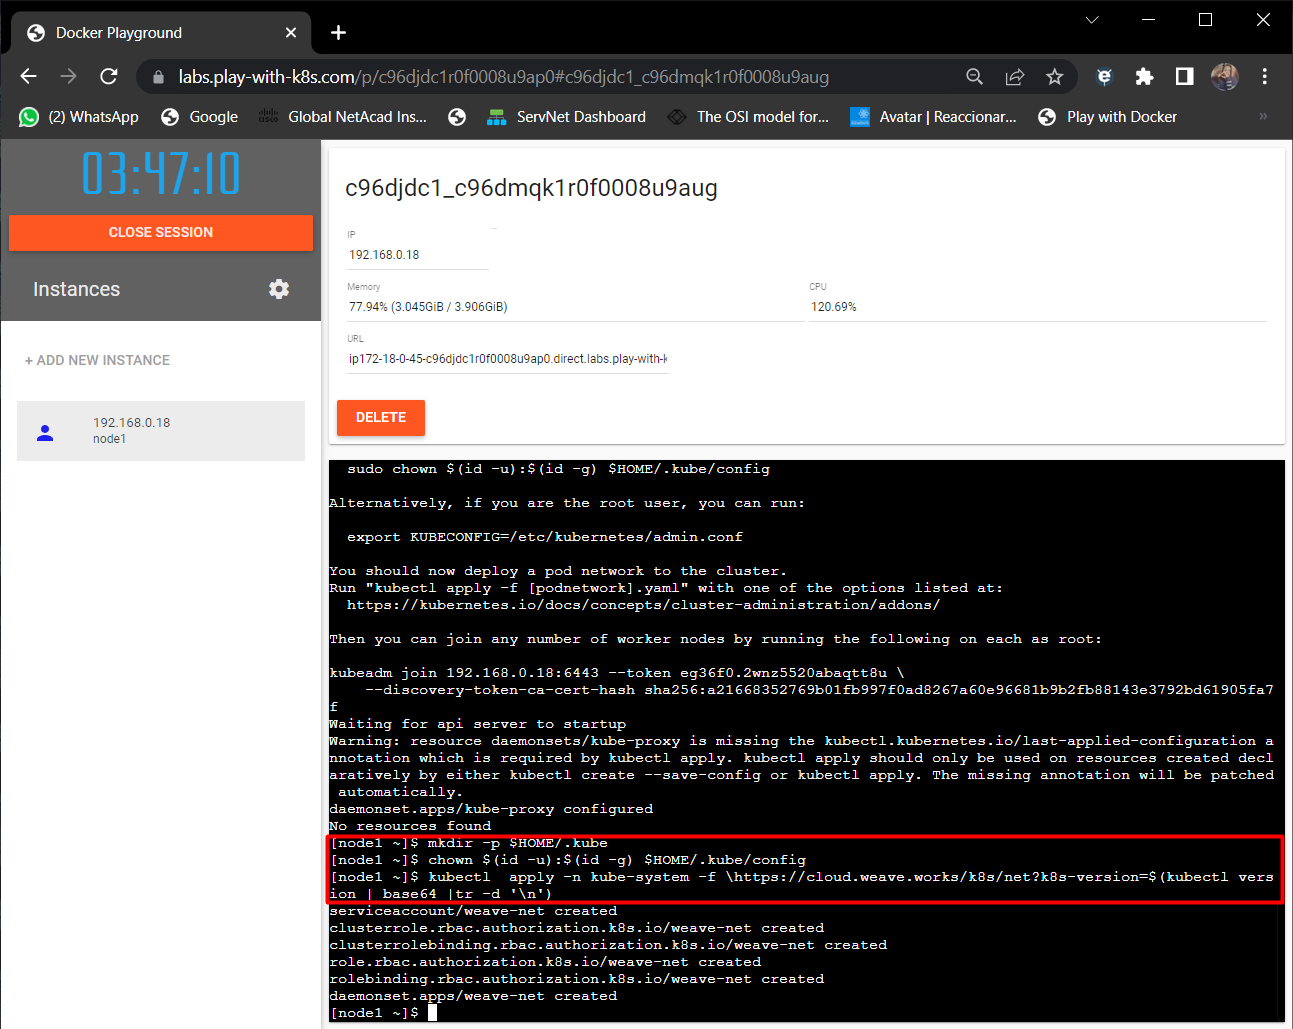 Docker Playground
labs.play-with-k8s.com/p/c96djdc1r0f0008u9ap0#c96djdc1_c96dmqk1r0f0008u9aug
(2) WhatsApp
Google
Global NetAcad Ins...
ServNet Dashboard
The OSI model for...
Avatar | Reaccionar...
Play with Docker
»
03:47:10
CLOSE SESSION
Instances
+ ADD NEW INSTANCE
192.168.0.18
node1
c96djdc1_c96dmqk1r0f0008u9aug
IP
192.168.0.18
Memory
77.94% (3.045GiB / 3.906GiB)
CPU
120.69%
URL
ip172-18-0-45-c96djdc1r0f0008u9ap0.direct.labs.play-with-k
DELETE
sudo chown $(id -u):$(id -g) $HOME/.kube/config
Alternatively, if you are the root user, you can run:
export KUBECONFIG=/etc/kubernetes/admin.conf
You should now deploy a pod network to the cluster.
Run "kubectl apply -f [podnetwork].yaml" with one of the options listed at:
https://kubernetes.io/docs/concepts/cluster-administration/addons/
Then you can join any number of worker nodes by running the following on each as root:
kubeadm join 192.168.0.18:6443 --token eg36f0.2wnz5520abaqtt8u \
--discovery-token-ca-cert-hash sha256:a21668352769b01fb997f0ad8267a60e96681b9b2fb88143e3792bd61905fa7
f
Waiting for api server to startup
Warning: resource daemonsets/kube-proxy is missing the kubectl.kubernetes.io/last-applied-configuration a
nnotation which is required by kubectl apply. kubectl apply should only be used on resources created decl
aratively by either kubectl create --save-config or kubectl apply. The missing annotation will be patched
automatically.
daemonset.apps/kube-proxy configured
No resources found
[node1 ~]$ mkdir -p $HOME/.kube
[node1 ~]$ chown $(id -u):$(id -g) $HOME/.kube/config
[node1 ~]$ kubectl  apply -n kube-system -f \https://cloud.weave.works/k8s/net?k8s-version=$(kubectl vers
ion | base64 |tr -d '\n')
serviceaccount/weave-net created
clusterrole.rbac.authorization.k8s.io/weave-net created
clusterrolebinding.rbac.authorization.k8s.io/weave-net created
role.rbac.authorization.k8s.io/weave-net created
rolebinding.rbac.authorization.k8s.io/weave-net created
daemonset.apps/weave-net created
[node1 ~]$